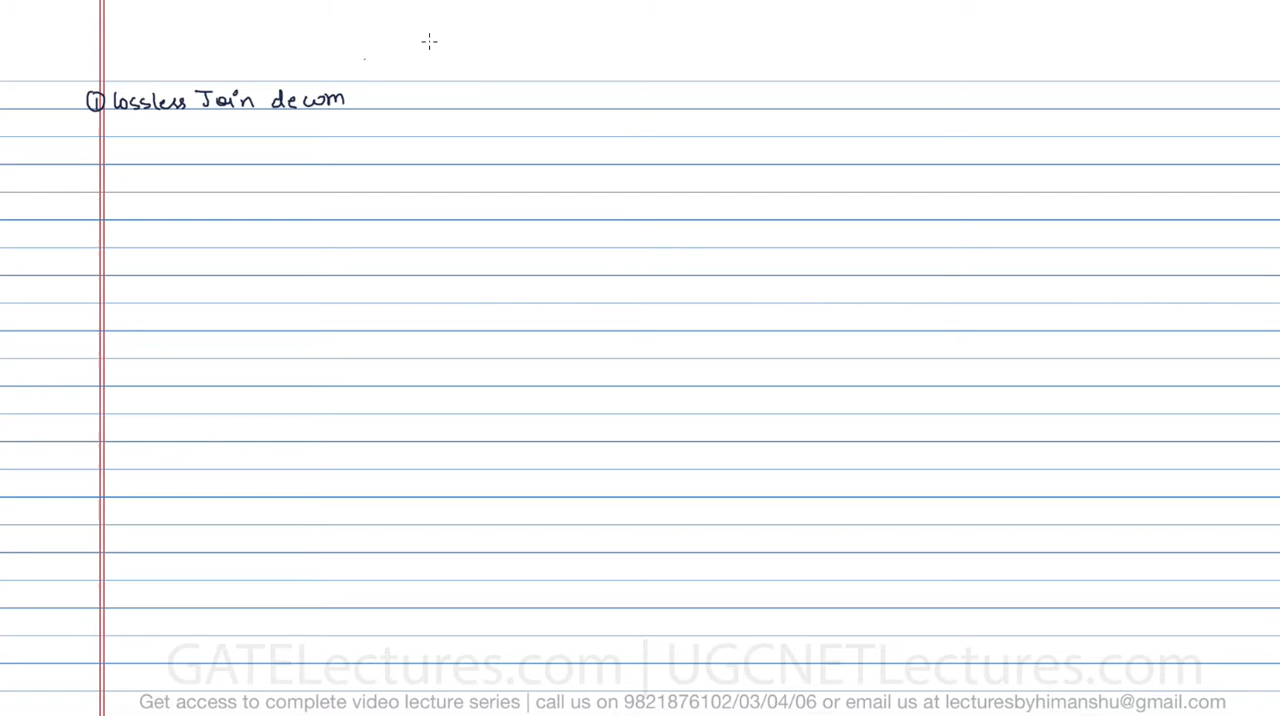 ① lossless Join decom
GATELectures.com | UGCNETLectures.com
Get access to complete video lecture series | call us on 9821876102/03/04/06 or email us at lecturesbyhimanshu@gmail.com